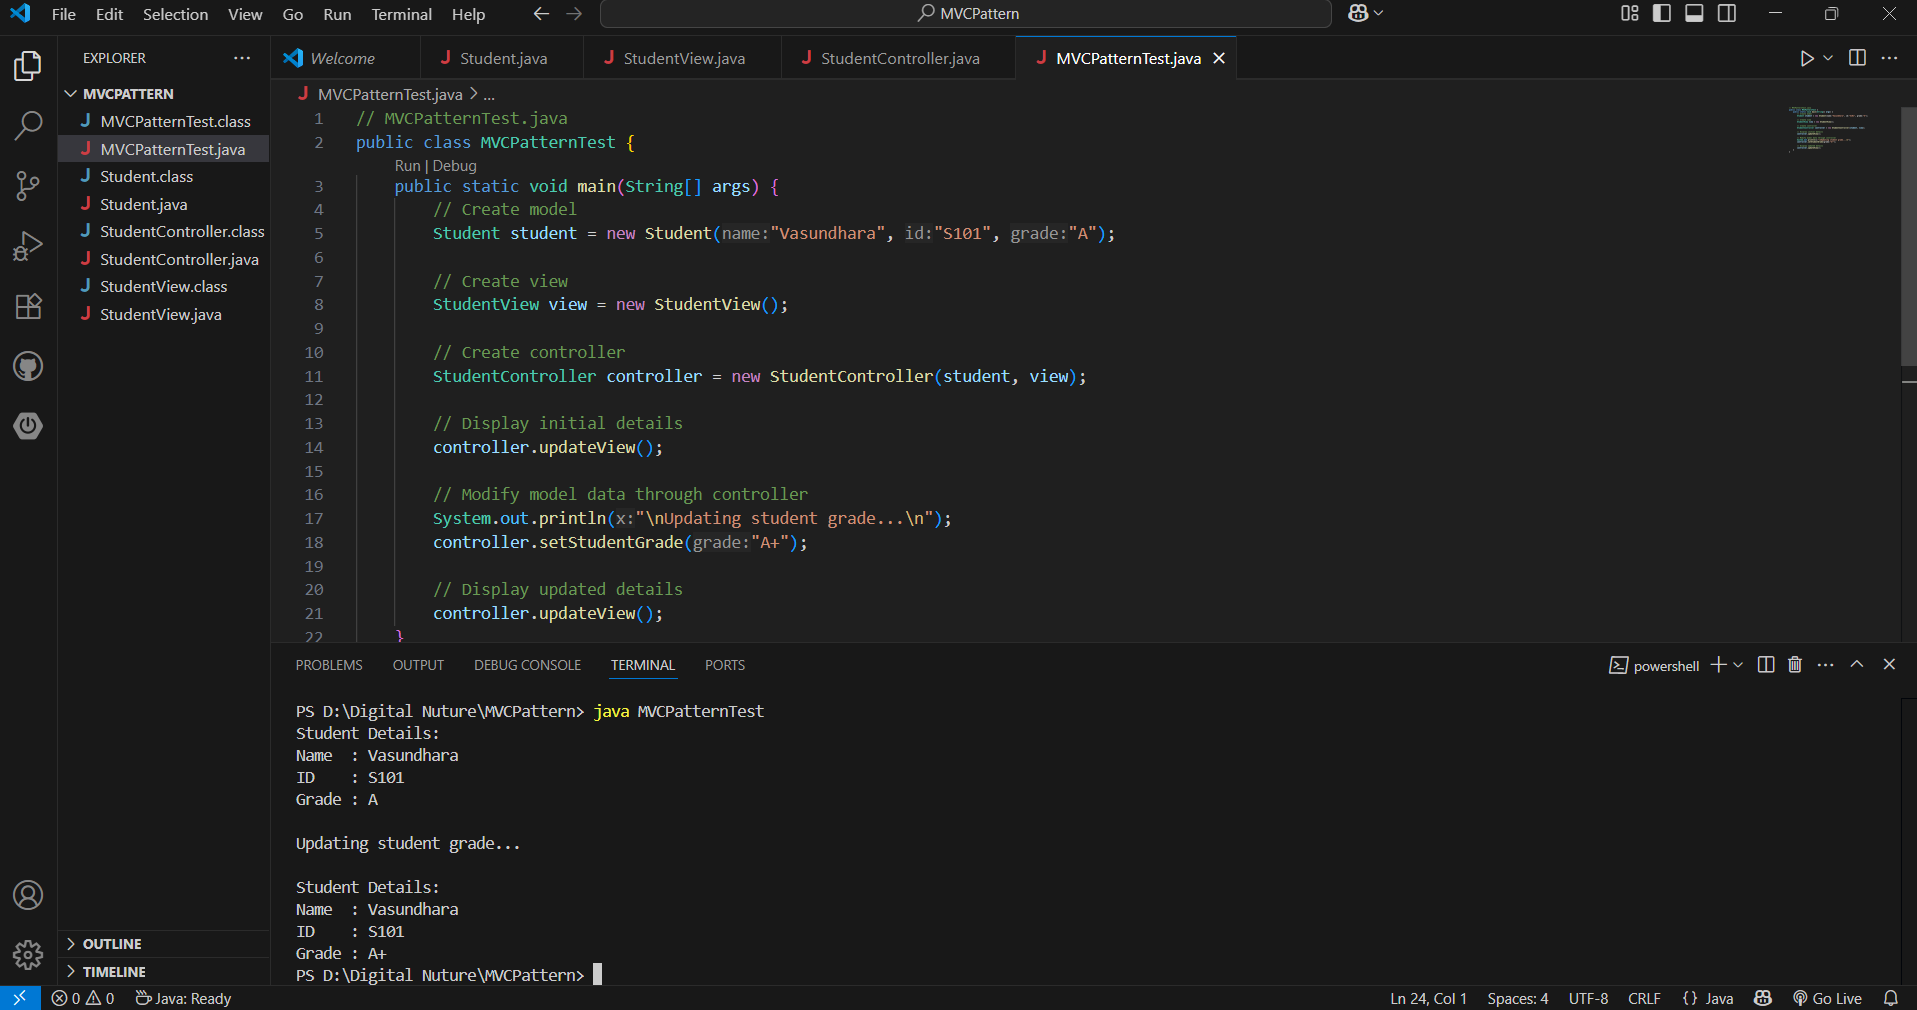 File Edit Selection View Go Run Terminal Help
MVCPattern
EXPLORER
Welcome
Student.java
StudentView.java
StudentController.java
MVCPatternTest.java
MVCPATTERN
MVCPatternTest.class
MVCPatternTest.java
Student.class
Student.java
StudentController.class
StudentController.java
StudentView.class
StudentView.java
OUTLINE
TIMELINE
MVCPatternTest.java > ...
1 // MVCPatternTest.java
2 public class MVCPatternTest {
Run | Debug
3 public static void main(String[] args) {
4 // Create model
5 Student student = new Student(name:"Vasundhara", id:"S101", grade:"A");
6
7 // Create view
8 StudentView view = new StudentView();
9
10 // Create controller
11 StudentController controller = new StudentController(student, view);
12
13 // Display initial details
14 controller.updateView();
15
16 // Modify model data through controller
17 System.out.println(x:"\nUpdating student grade...\n");
18 controller.setStudentGrade(grade:"A+");
19
20 // Display updated details
21 controller.updateView();
22 }
PROBLEMS OUTPUT DEBUG CONSOLE TERMINAL PORTS
powershell
PS D:\Digital Nuture\MVCPattern> java MVCPatternTest
Student Details:
Name  : Vasundhara
ID    : S101
Grade : A
Updating student grade...
Student Details:
Name  : Vasundhara
ID    : S101
Grade : A+
PS D:\Digital Nuture\MVCPattern>
0 0 Java: Ready
Ln 24, Col 1 Spaces: 4 UTF-8 CRLF {} Java Go Live